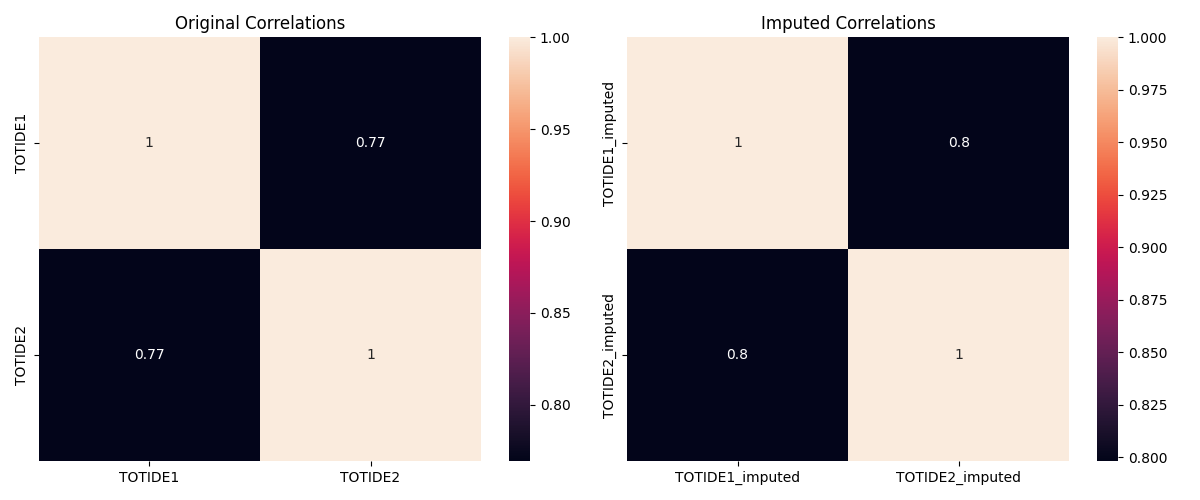 Original Correlations
TOTIDE1
TOTIDE2
1
0.77
0.77
1
TOTIDE1
TOTIDE2
1.00
0.95
0.90
0.85
0.80
Imputed Correlations
TOTIDE1_imputed
TOTIDE2_imputed
1
0.8
0.8
1
TOTIDE1_imputed
TOTIDE2_imputed
1.000
0.975
0.950
0.925
0.900
0.875
0.850
0.825
0.800